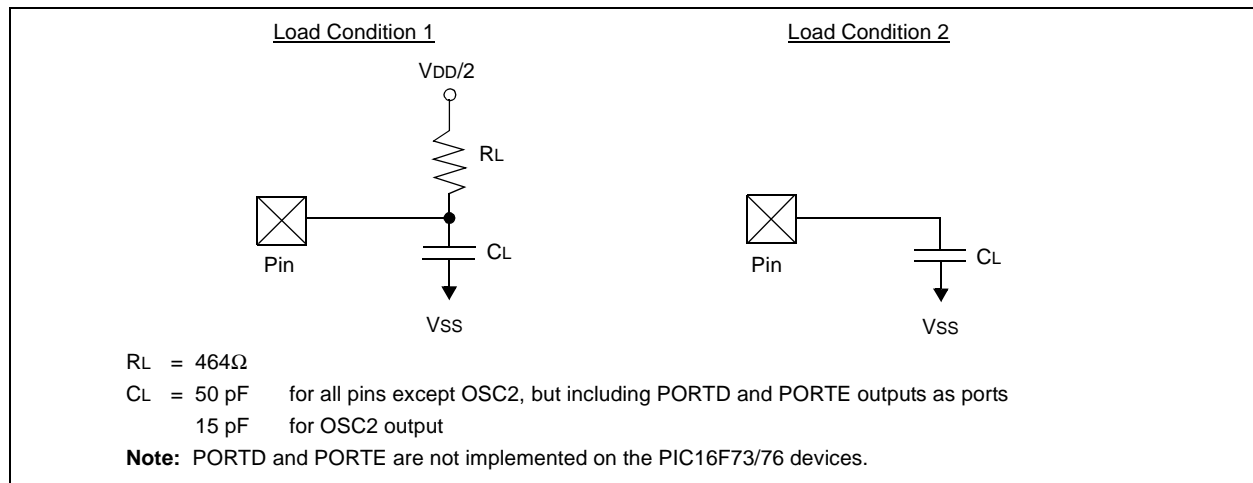 Load Condition 1
Load Condition 2
VDD/2
RL
Pin
CL
VSS
Pin
CL
VSS
RL = 464Ω
CL = 50 pF for all pins except OSC2, but including PORTD and PORTE outputs as ports
15 pF for OSC2 output
Note: PORTD and PORTE are not implemented on the PIC16F73/76 devices.